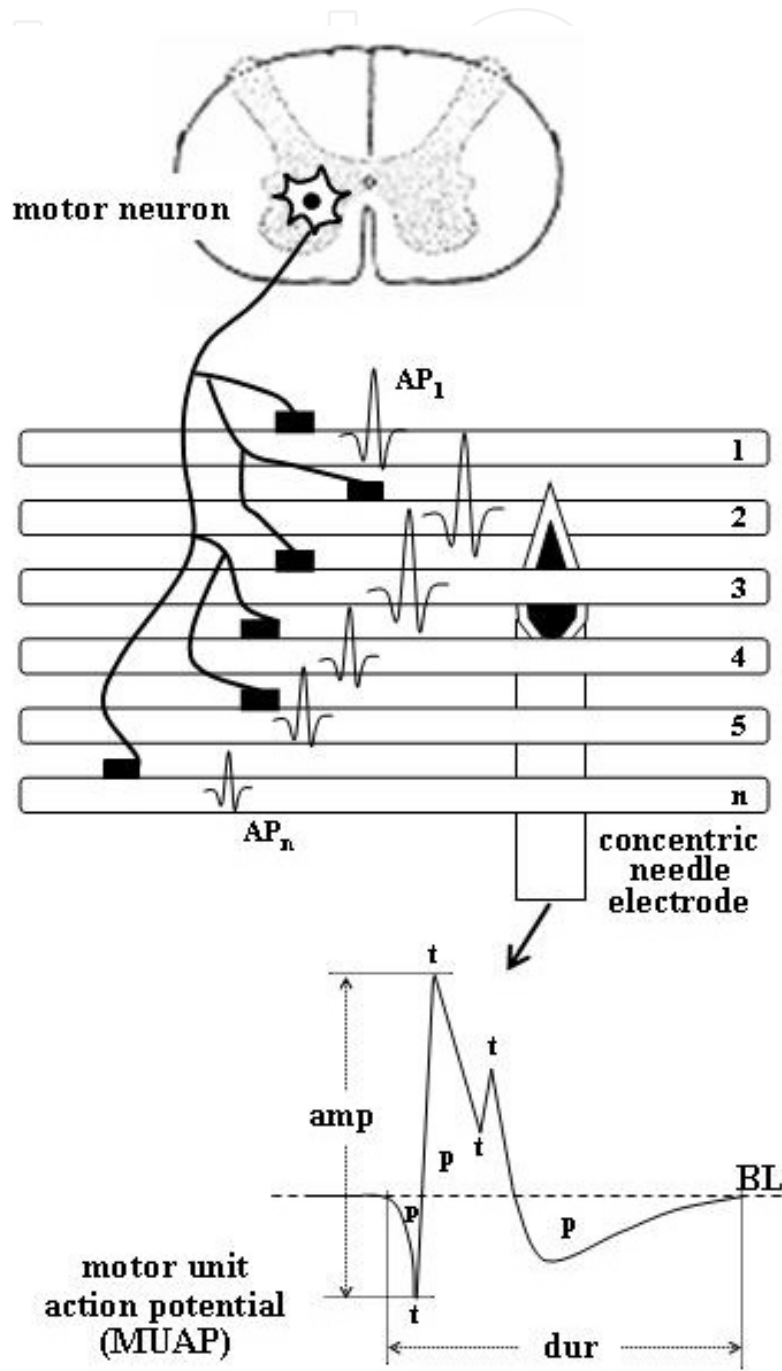 motor neuron
AP1
1
2
3
4
5
n
APn
concentric
needle
electrode
t
t
amp
t
p
BL
p
p
motor unit
action potential
(MUAP)
t
dur